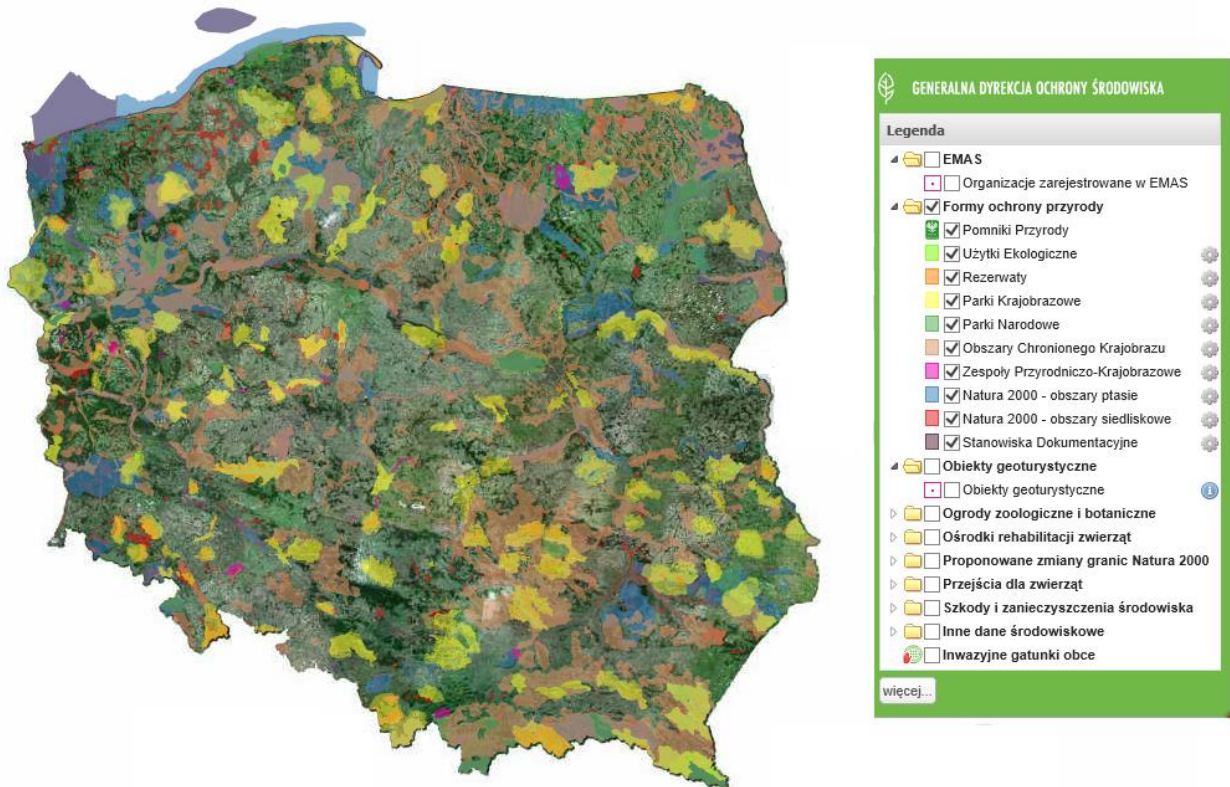 GENERALNA DYREKCJA OCHRONY ŚRODOWISKA
Legenda
EMAS
Organizacje zarejestrowane w EMAS
Formy ochrony przyrody
Pomniki Przyrody
Użytki Ekologiczne
Rezerwaty
Parki Krajobrazowe
Parki Narodowe
Obszary Chronionego Krajobrazu
Zespoły Przyrodniczo-Krajobrazowe
Natura 2000 - obszary ptasie
Natura 2000 - obszary siedliskowe
Stanowiska Dokumentacyjne
Obiekty geoturystyczne
Obiekty geoturystyczne
Ogrody zoologiczne i botaniczne
Ośrodki rehabilitacji zwierząt
Proponowane zmiany granic Natura 2000
Przejścia dla zwierząt
Szkody i zanieczyszczenia środowiska
Inne dane środowiskowe
Inwazyjne gatunki obce
więcej...